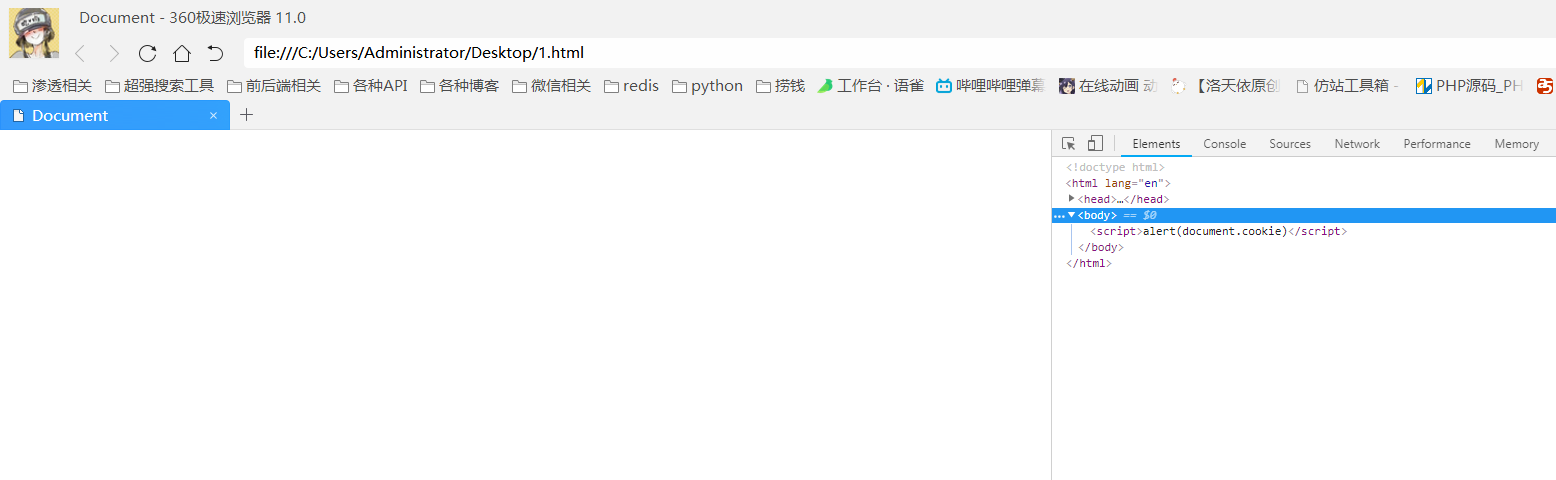 Document - 360极速浏览器 11.0
file:///C:/Users/Administrator/Desktop/1.html
渗透相关 超强搜索工具 前后端相关 各种API 各种博客 微信相关 redis python 捞钱 工作台 · 语雀 哔哩哔哩弹幕 在线动画 动 【洛天依原创 仿站工具箱 - PHP源码_PH
Document × +
Elements Console Sources Network Performance Memory
<!doctype html>
<html lang="en">
<head>…</head>
… <body> == $0
<script>alert(document.cookie)</script>
</body>
</html>